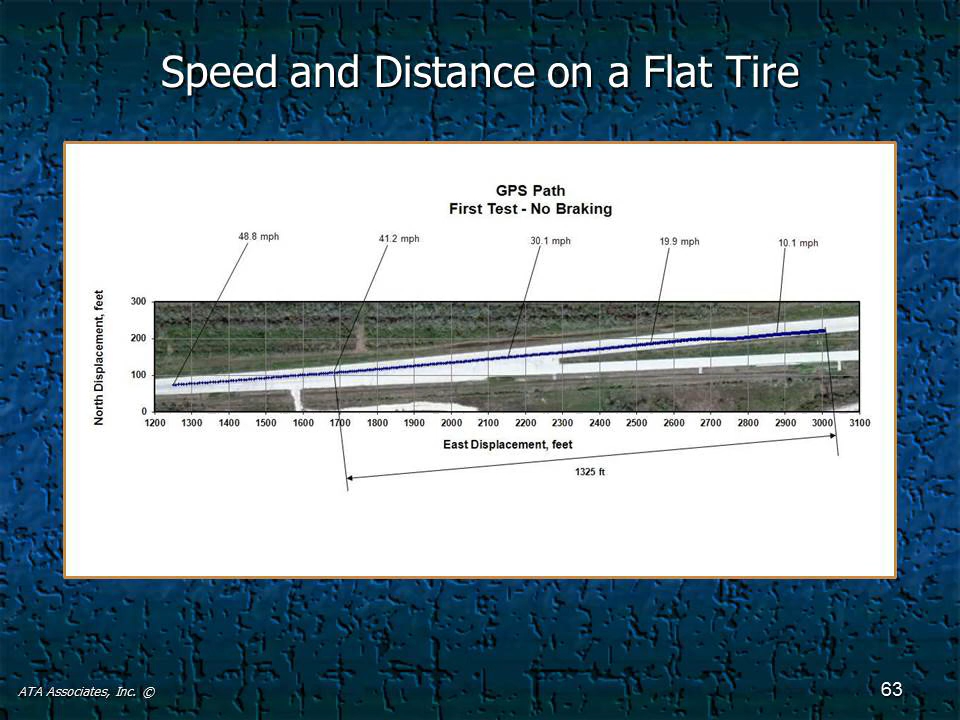 Speed and Distance on a Flat Tire
GPS Path
First Test - No Braking
48.8 mph
41.2 mph
30.1 mph
19.9 mph
10.1 mph
North Displacement, feet
300
200
100
0
1200 1300 1400 1500 1600 1700 1800 1900 2000 2100 2200 2300 2400 2500 2600 2700 2800 2900 3000 3100
East Displacement, feet
1325 ft
ATA Associates, Inc. ©
63